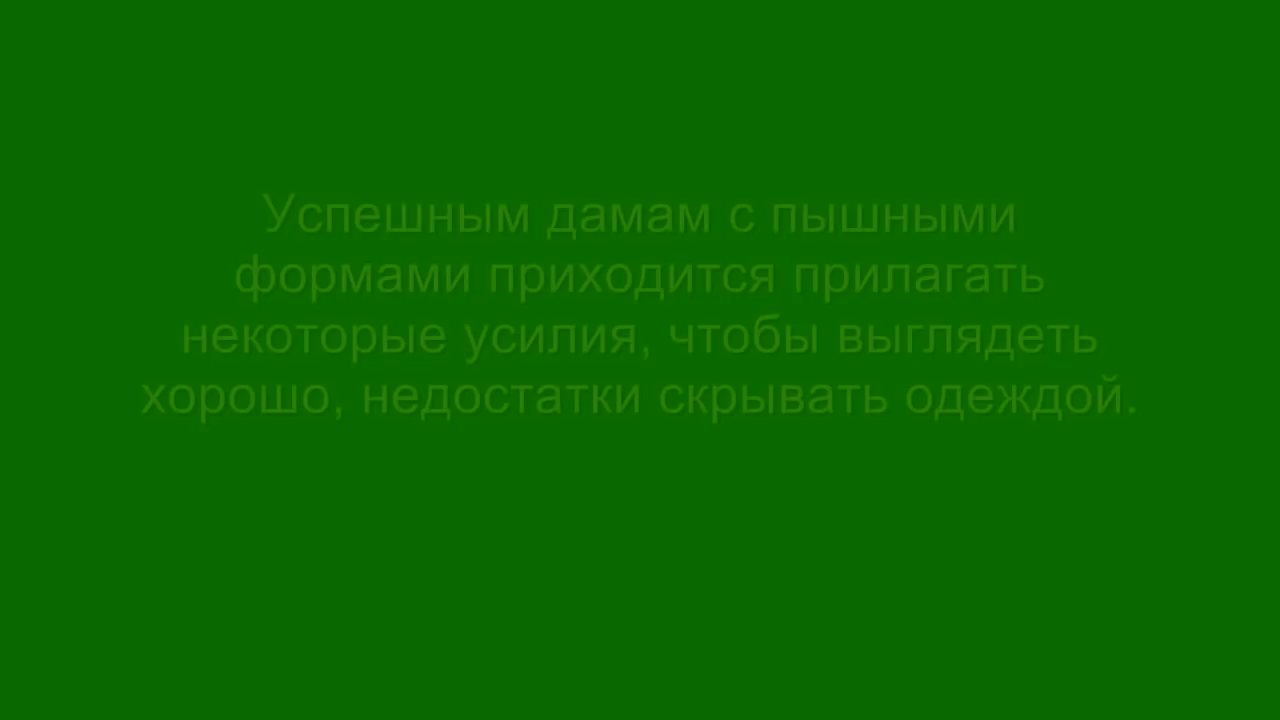 Успешным дамам с пышными
формами приходится прилагать
некоторые усилия, чтобы выглядеть
хорошо, недостатки скрывать одеждой.